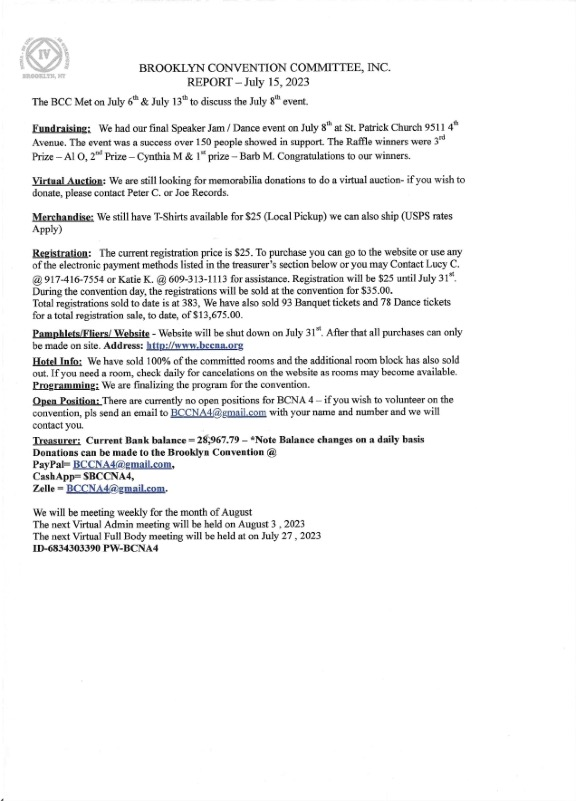 IV
BROOKLYN, NY
BROOKLYN CONVENTION COMMITTEE, INC.
REPORT – July 15, 2023
The BCC Met on July 6th & July 13th to discuss the July 8th event.
Fundraising: We had our final Speaker Jam / Dance event on July 8th at St. Patrick Church 9511 4th
Avenue. The event was a success over 150 people showed in support. The Raffle winners were 3rd
Prize – Al O, 2nd Prize – Cynthia M & 1st prize – Barb M. Congratulations to our winners.
Virtual Auction: We are still looking for memorabilia donations to do a virtual auction- if you wish to
donate, please contact Peter C. or Joe Records.
Merchandise: We still have T-Shirts available for $25 (Local Pickup) we can also ship (USPS rates
Apply)
Registration: The current registration price is $25. To purchase you can go to the website or use any
of the electronic payment methods listed in the treasurer's section below or you may Contact Lucy C.
@ 917-416-7554 or Katie K. @ 609-313-1113 for assistance. Registration will be $25 until July 31st.
During the convention day, the registrations will be sold at the convention for $35.00.
Total registrations sold to date is at 383, We have also sold 93 Banquet tickets and 78 Dance tickets
for a total registration sale, to date, of $13,675.00.
Pamphlets/Fliers/ Website - Website will be shut down on July 31st. After that all purchases can only
be made on site. Address: http://www.bccna.org
Hotel Info: We have sold 100% of the committed rooms and the additional room block has also sold
out. If you need a room, check daily for cancelations on the website as rooms may become available.
Programming: We are finalizing the program for the convention.
Open Position: There are currently no open positions for BCNA 4 – if you wish to volunteer on the
convention, pls send an email to BCCNA4@gmail.com with your name and number and we will
contact you.
Treasurer: Current Bank balance = 28,967.79 – *Note Balance changes on a daily basis
Donations can be made to the Brooklyn Convention @
PayPal= BCCNA4@gmail.com,
CashApp= $BCCNA4,
Zelle = BCCNA4@gmail.com.
We will be meeting weekly for the month of August
The next Virtual Admin meeting will be held on August 3 , 2023
The next Virtual Full Body meeting will be held at on July 27 , 2023
ID-6834303390 PW-BCNA4